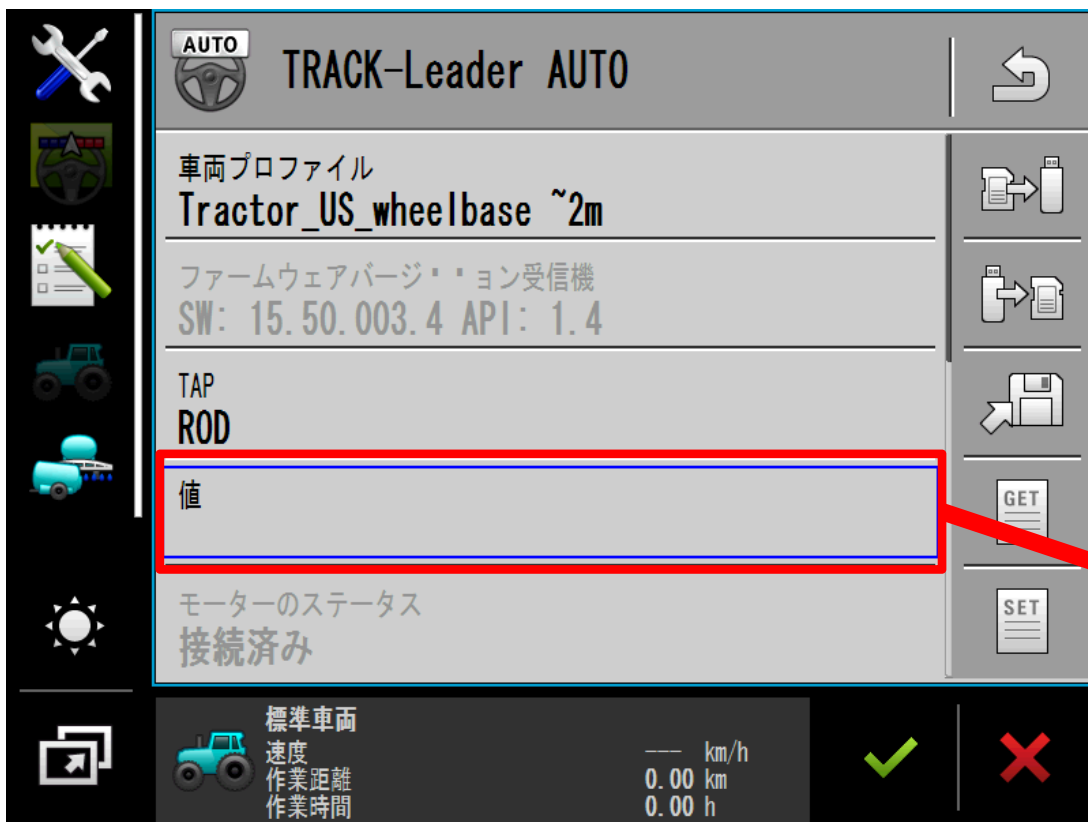 AUTO
TRACK-Leader AUTO
車両プロファイル
Tractor_US_wheelbase ~2m
ファームウェアバージ・・ョン受信機
SW: 15.50.003.4 API: 1.4
TAP
ROD
値
GET
モーターのステータス
接続済み
SET
標準車両
速度 --- km/h
作業距離 0.00 km
作業時間 0.00 h